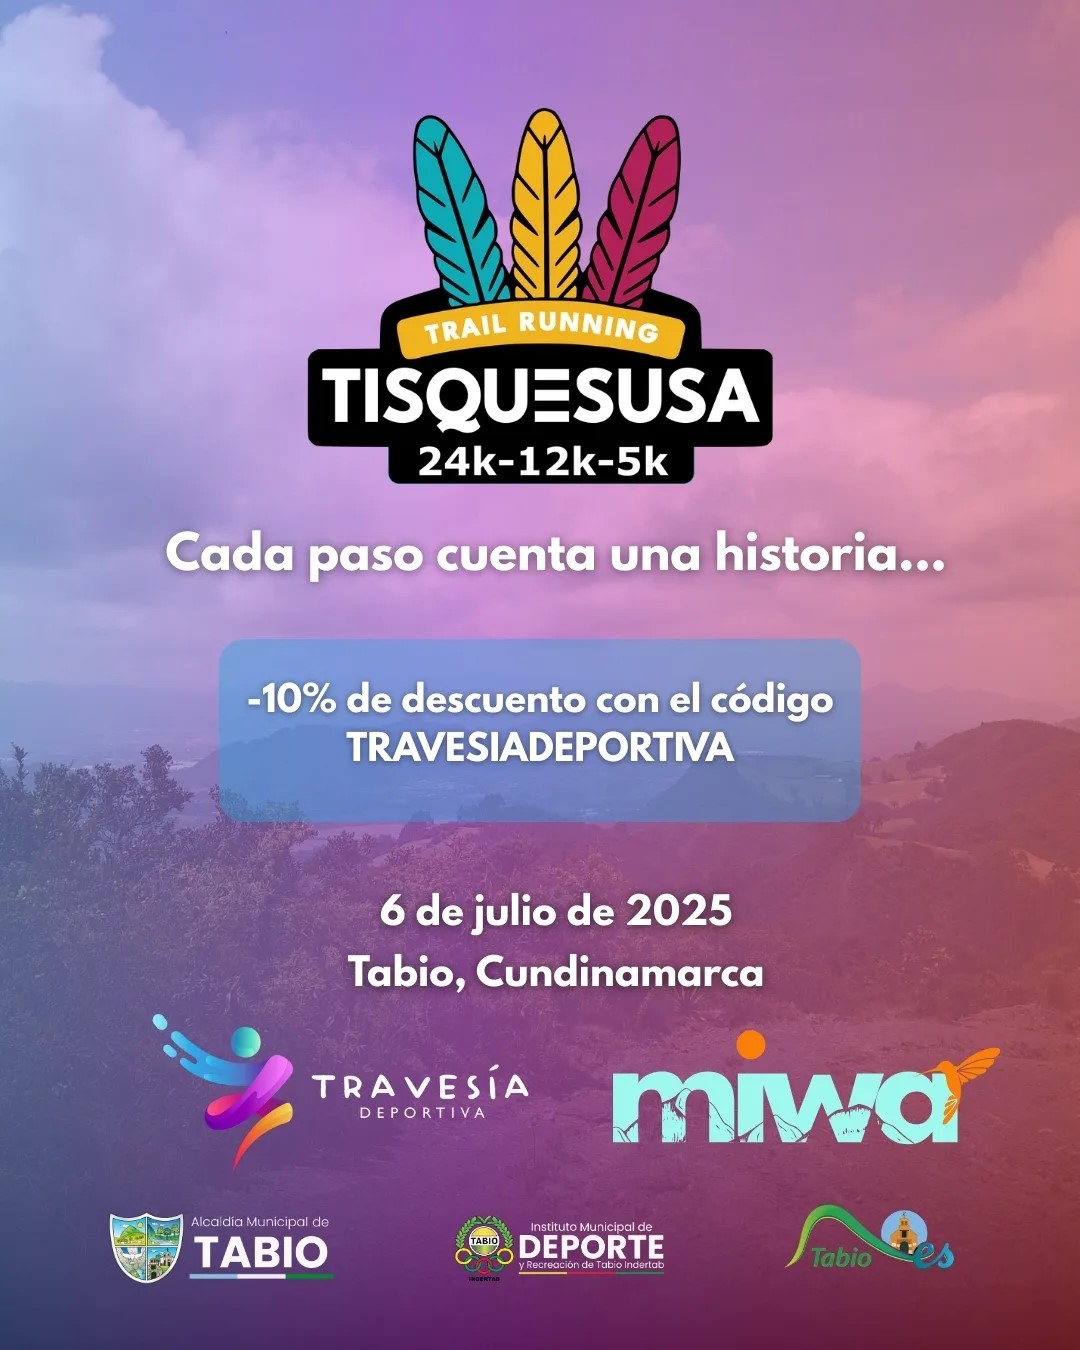 TRAIL RUNNING
TISQUESUSA
24k-12k-5k
Cada paso cuenta una historia...
-10% de descuento con el código
TRAVESIADEPORTIVA
6 de julio de 2025
Tabio, Cundinamarca
TRAVESÍA
DEPORTIVA
miwa
Alcaldía Municipal de
TABIO
TABIO
INDERTAB
Instituto Municipal de
DEPORTE
y Recreación de Tabio Indertab
Tabio es